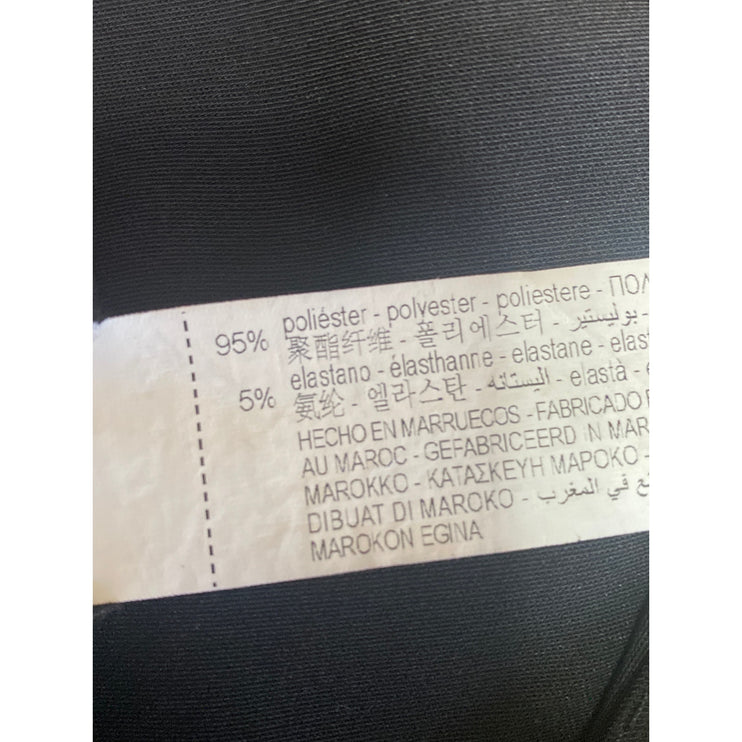 95% poliéster - polyester - poliestere - ΠΟΛ
聚酯纤维 - 폴리에스터 - بوليستير -
5% elastano - élasthanne - elastane - elast
氨纶 - 엘라스탄 - اليستانه - elastà -
HECHO EN MARRUECOS - FABRICADO
AU MAROC - GEFABRICEERD IN MAR
MAROKKO - ΚΑΤΑΣΚΕΥΗ ΜΑΡΟΚΟ -
DIBUAT DI MAROKO - في المغرب
MAROKON EGINA